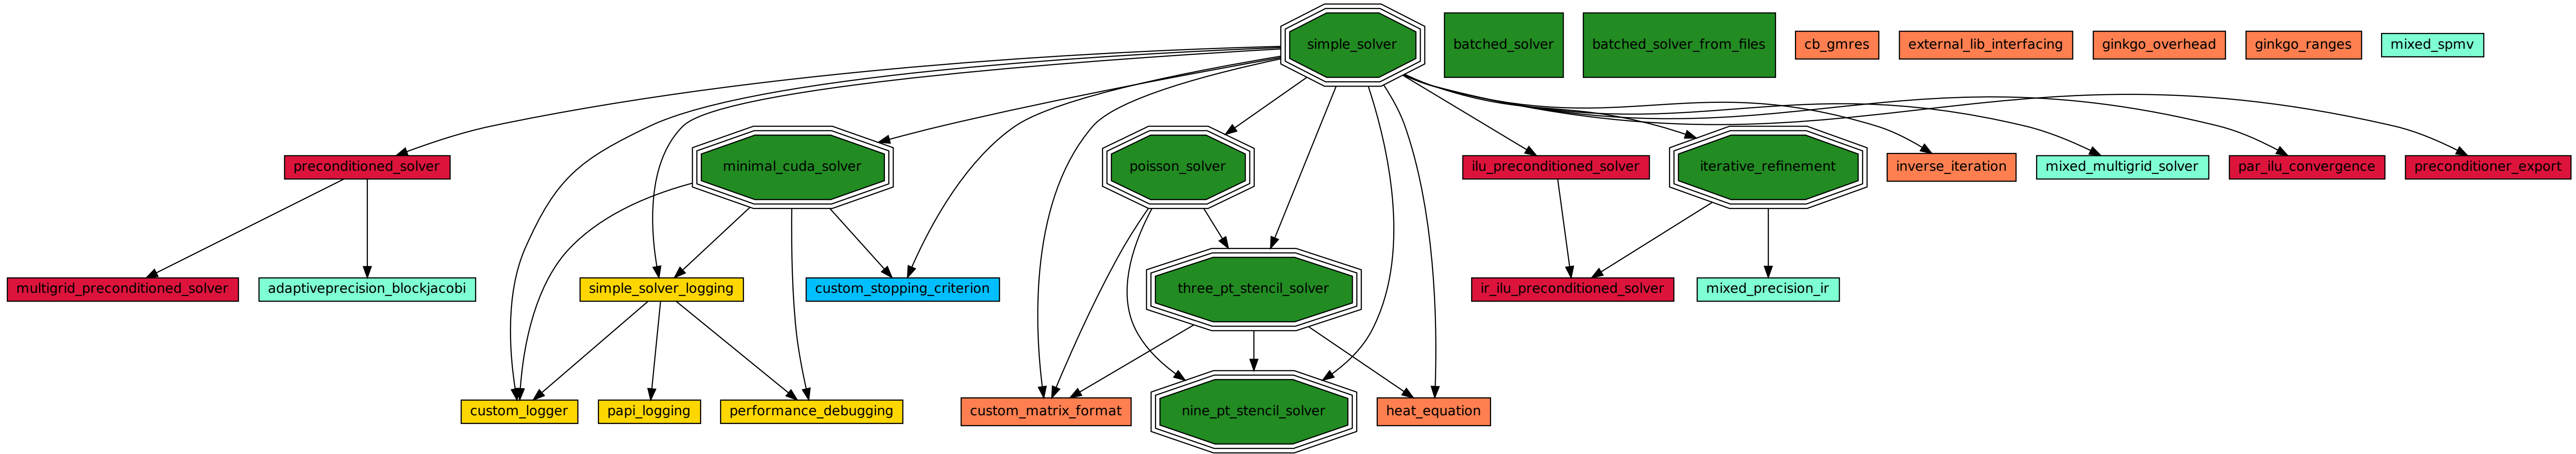 simple_solver
batched_solver
batched_solver_from_files
cb_gmres
external_lib_interfacing
ginkgo_overhead
ginkgo_ranges
mixed_spmv
preconditioned_solver
minimal_cuda_solver
poisson_solver
ilu_preconditioned_solver
iterative_refinement
inverse_iteration
mixed_multigrid_solver
par_ilu_convergence
preconditioner_export
multigrid_preconditioned_solver
adaptiveprecision_blockjacobi
simple_solver_logging
custom_stopping_criterion
three_pt_stencil_solver
ir_ilu_preconditioned_solver
mixed_precision_ir
custom_logger
papi_logging
performance_debugging
custom_matrix_format
nine_pt_stencil_solver
heat_equation